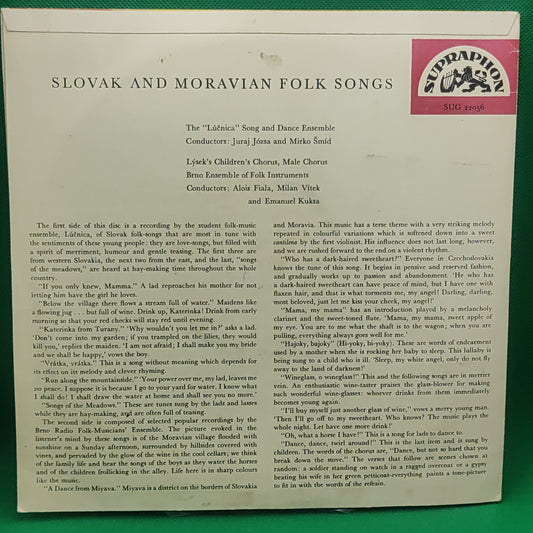 SUPRAPHON
SUG 22056
SLOVAK AND MORAVIAN FOLK SONGS
The "Lúčnica" Song and Dance Ensemble
Conductors: Juraj Józsa and Mirko Šmíd
Lýsek's Children's Chorus, Male Chorus
Brno Ensemble of Folk Instruments
Conductors: Alois Fiala, Milan Vítek
and Emanuel Kuksa
The first side of this disc is a recording by the student folk-music
ensemble, Lúčnica, of Slovak folk-songs that are most in tune with
the sentiments of these young people: they are love-songs, but filled with
a spirit of merriment, humour and gentle teasing. The first three are
from western Slovakia, the next two from the east, and the last, "songs
of the meadows," are heard at hay-making time throughout the whole
country.
"If you only knew, Mamma." A lad reproaches his mother for not
letting him have the girl he loves.
"Below the village there flows a stream full of water." Maidens like
a flowing jug . . . but full of wine. Drink up, Katerinka! Drink from early
morning so that your red checks will stay red until evening.
"Katerinka from Turany." 'Why wouldn't you let me in?' asks a lad.
'Don't come into my garden; if you trampled on the lilies, they would
kill you,' replies the maiden. 'I am not afraid; I shall make you my bride
and we shall be happy,' vows the boy.
"Vrátka, vrátka." This is a song without meaning which depends for
its effect on its melody and clever rhyming.
"Run along the mountainside." 'Your power over me, my lad, leaves me
no peace. I suppose it is because I go to your yard for water. I know what
I shall do! I shall draw the water at home and shall see you no more.'
"Songs of the Meadows." These are tunes sung by the lads and lasses
while they are hay-making, and are often full of teasing.
The second side is composed of selected popular recordings by the
Brno Radio Folk-Musicians' Ensemble. The picture evoked in the
listener's mind by these songs is of the Moravian village flooded with
sunshine on a Sunday afternoon, surrounded by hillsides covered with
vines, and pervaded by the glow of the wine in the cool cellars; we think
of the family life and hear the songs of the boys as they water the horses
and of the children frollicking in the alley. Life here is in sharp colours
like the music.
"A Dance from Miyava." Miyava is a district on the borders of Slovakia
and Moravia. This music has a terse theme with a very striking melody
repeated in colourful variations which is softened down into a sweet
cantilena by the first violinist. His influence does not last long, however,
and we are rushed forward to the end on a violent rhythm.
"Who has a dark-haired sweetheart?" Everyone in Czechoslovakia
knows the tune of this song. It begins in pensive and reserved fashion,
and gradually works up to passion and abandonment. 'He who has
a dark-haired sweetheart can have peace of mind, but I have one with
flaxen hair, and that is what torments me, my angel! Darling, darling,
most beloved, just let me kiss your cheek, my angel!'
"Mama, my mama" has an introduction played by a melancholy
clarinet and the sweet-toned flute. 'Mama, my mama, sweet apple of
my eye. You are to me what the shaft is to the wagon; when you are
pulling, everything always goes well for me.'
"Hajoky, bajoky" (Hi-yoky, bi-yoky). These are words of endearment
used by a mother when she is rocking her baby to sleep. This lullaby is
being sung to a child who is ill. 'Sleep, my white angel, only do not fly
away to the land of darkness!'
"Wineglass, o wineglass!" This and the following songs are in merrier
vein. An enthusiastic wine-taster praises the glass-blower for making
such wonderful wine-glasses: whoever drinks from them immediately
becomes young again.
"I'll buy myself just another glass of wine," vows a merry young man.
'Then I'll go off to my sweetheart. Who knows? The music plays the
whole night. Let have one more drink!'
"Oh, what a horse I have!" This is a song for lads to dance to.
"Dance, dance, twirl around!" This is the last item and is sung by
children. The words of the chorus are, "Dance, but not so hard that you
break down the stove." The verses that follow are scenes chosen at
random: a soldier standing on watch in a ragged overcoat or a gypsy
beating his wife in her green petticoat–everything paints a tone-picture
to fit in with the words of the refrain.